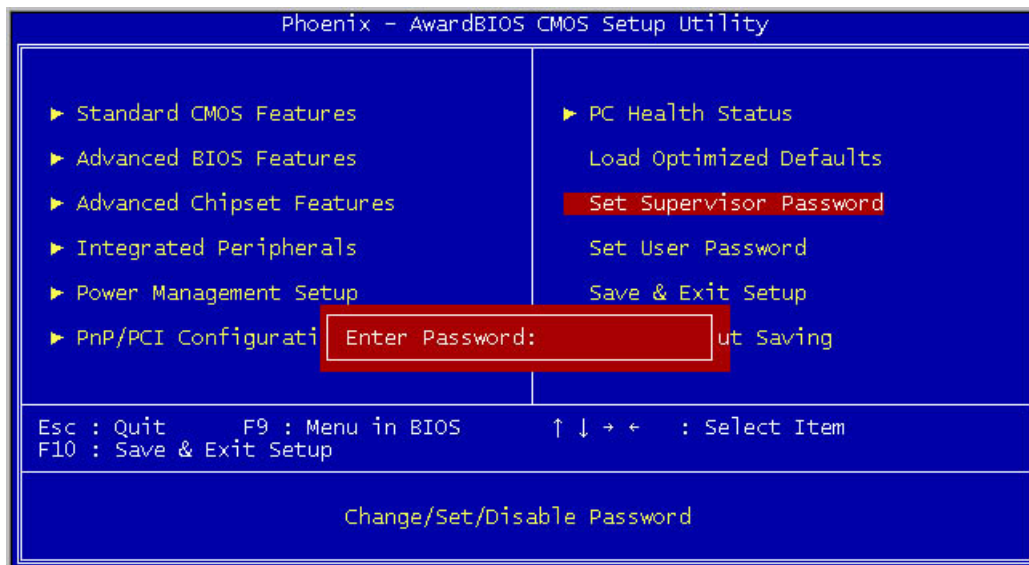 Phoenix - AwardBIOS CMOS Setup Utility
► Standard CMOS Features
► Advanced BIOS Features
► Advanced Chipset Features
► Integrated Peripherals
► Power Management Setup
► PnP/PCI Configurati
► PC Health Status
Load Optimized Defaults
Set Supervisor Password
Set User Password
Save & Exit Setup
ut Saving
Enter Password:
Esc : Quit F9 : Menu in BIOS ↑ ↓ → ← : Select Item
F10 : Save & Exit Setup
Change/Set/Disable Password